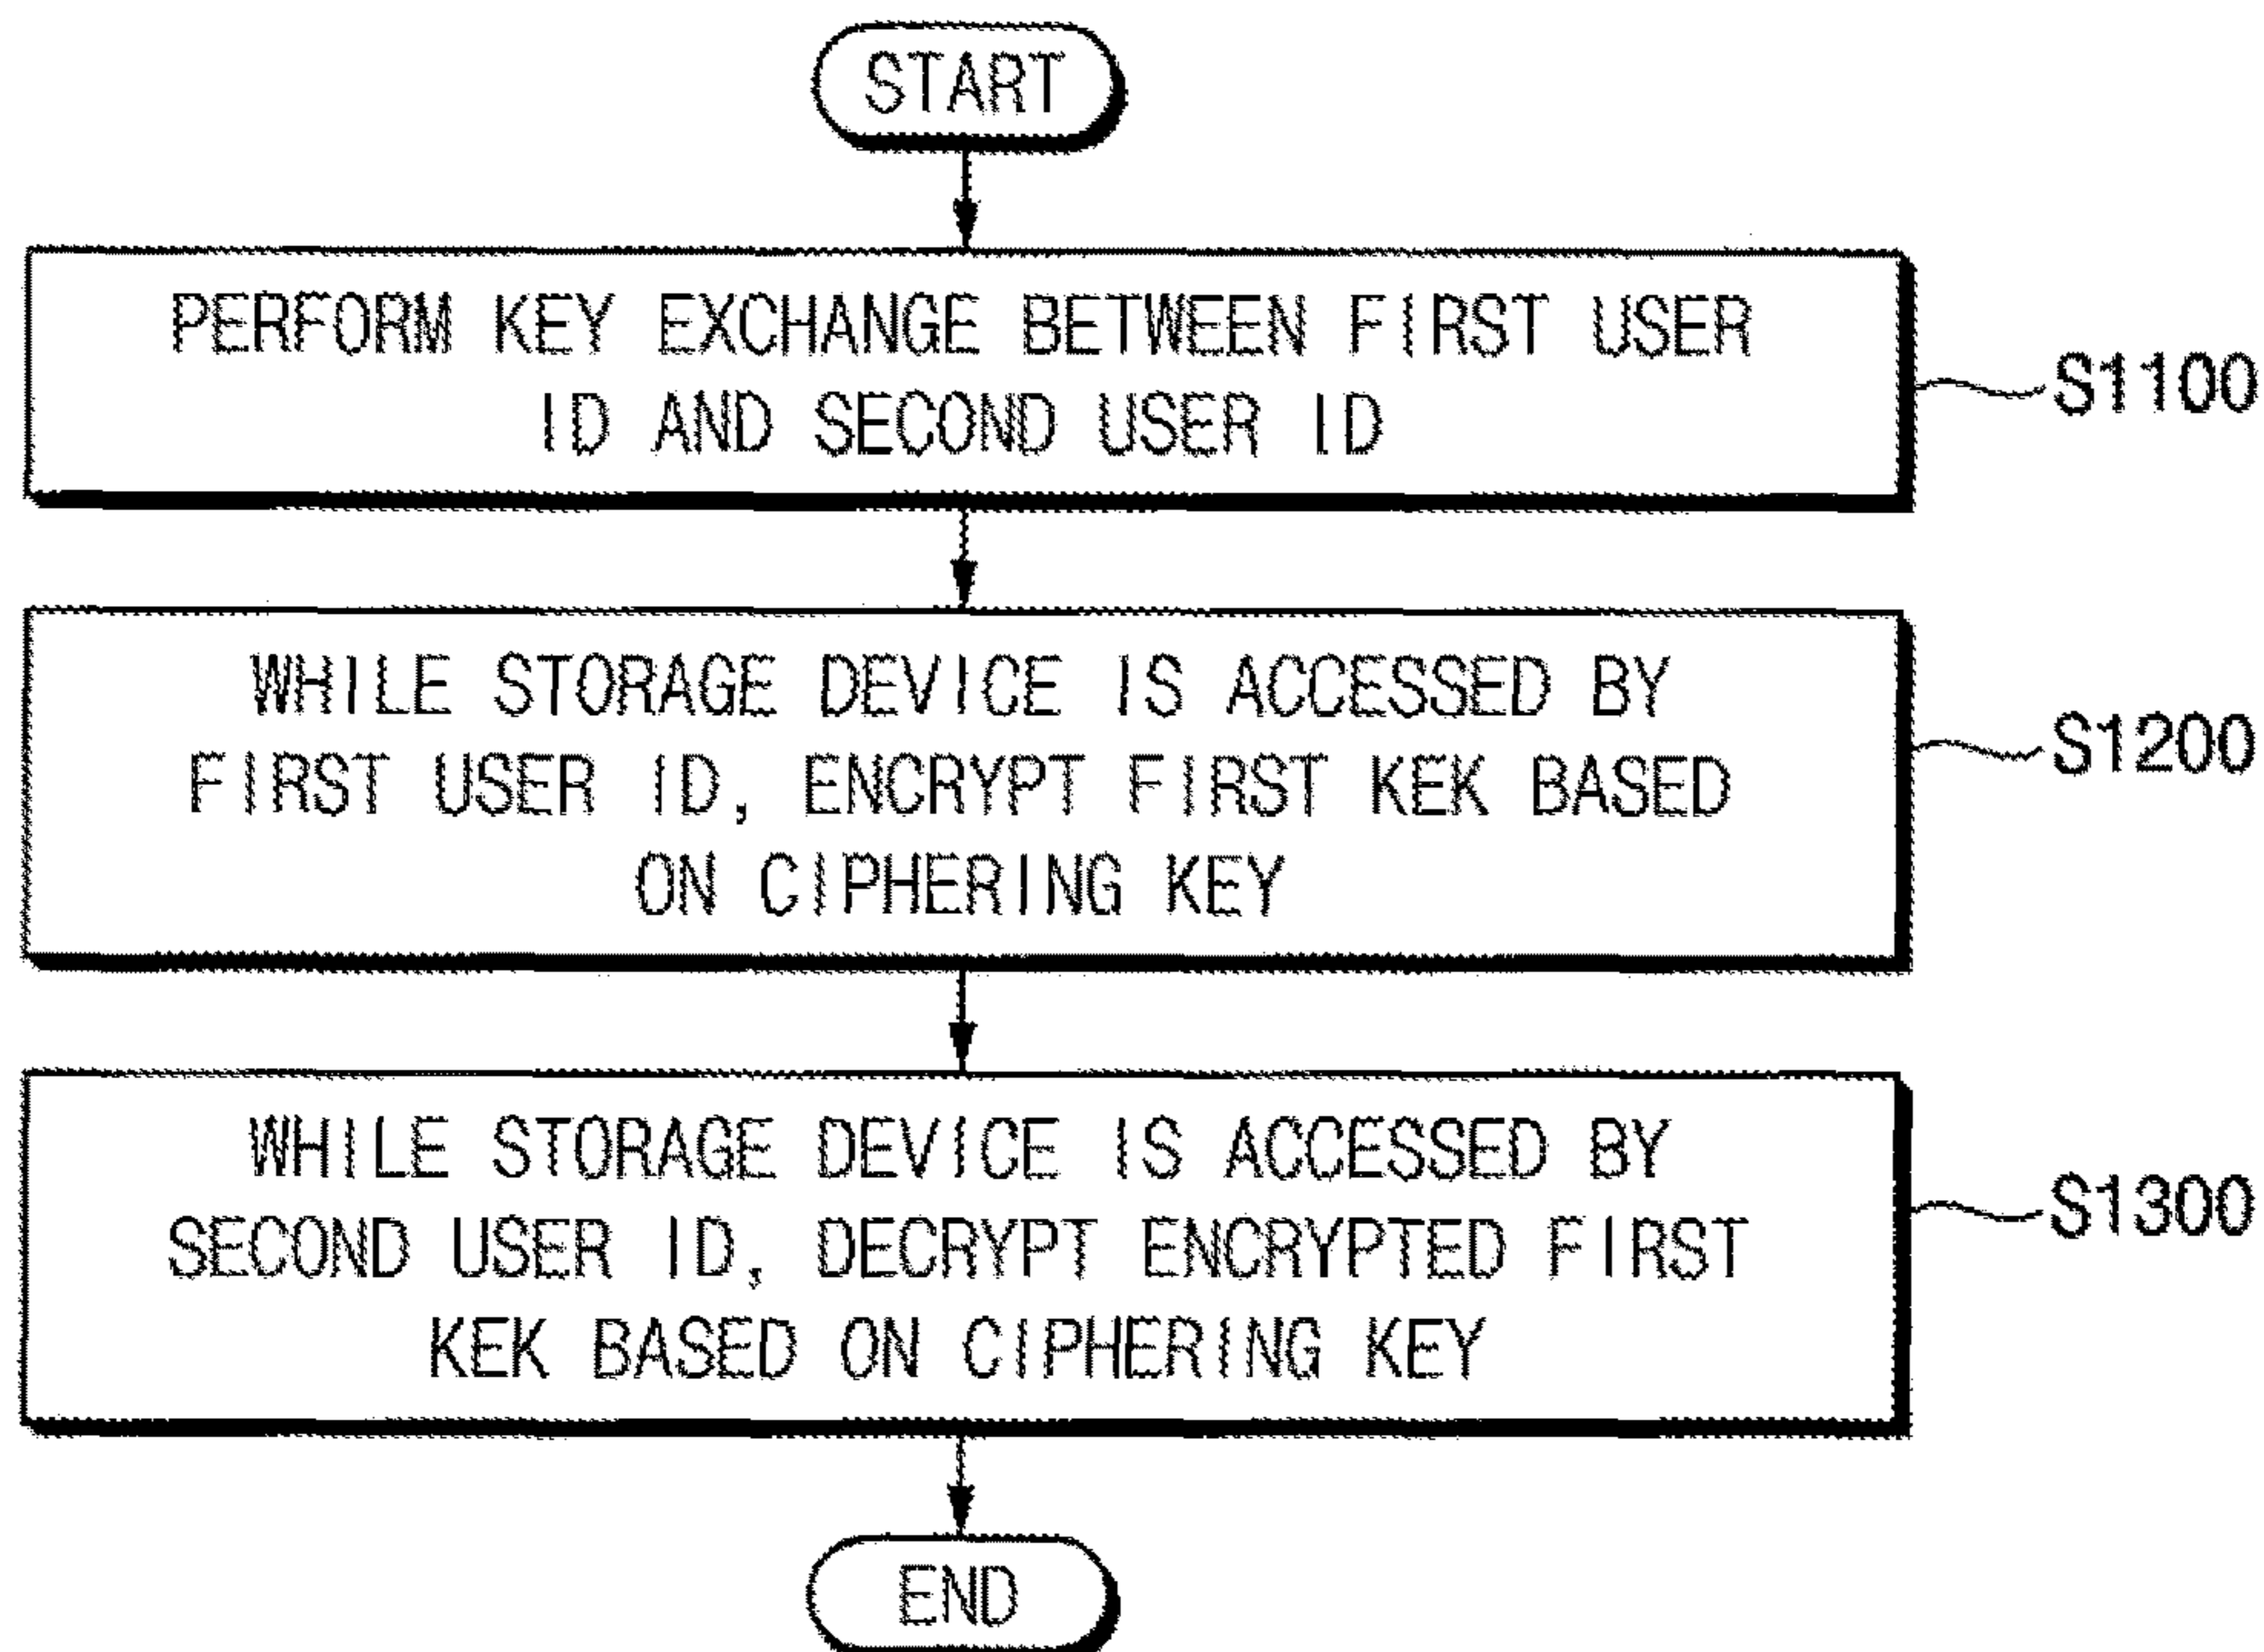 START
PERFORM KEY EXCHANGE BETWEEN FIRST USER
ID AND SECOND USER ID
S1100
WHILE STORAGE DEVICE IS ACCESSED BY
FIRST USER ID, ENCRYPT FIRST KEK BASED
ON CIPHERING KEY
S1200
WHILE STORAGE DEVICE IS ACCESSED BY
SECOND USER ID, DECRYPT ENCRYPTED FIRST
KEK BASED ON CIPHERING KEY
S1300
END